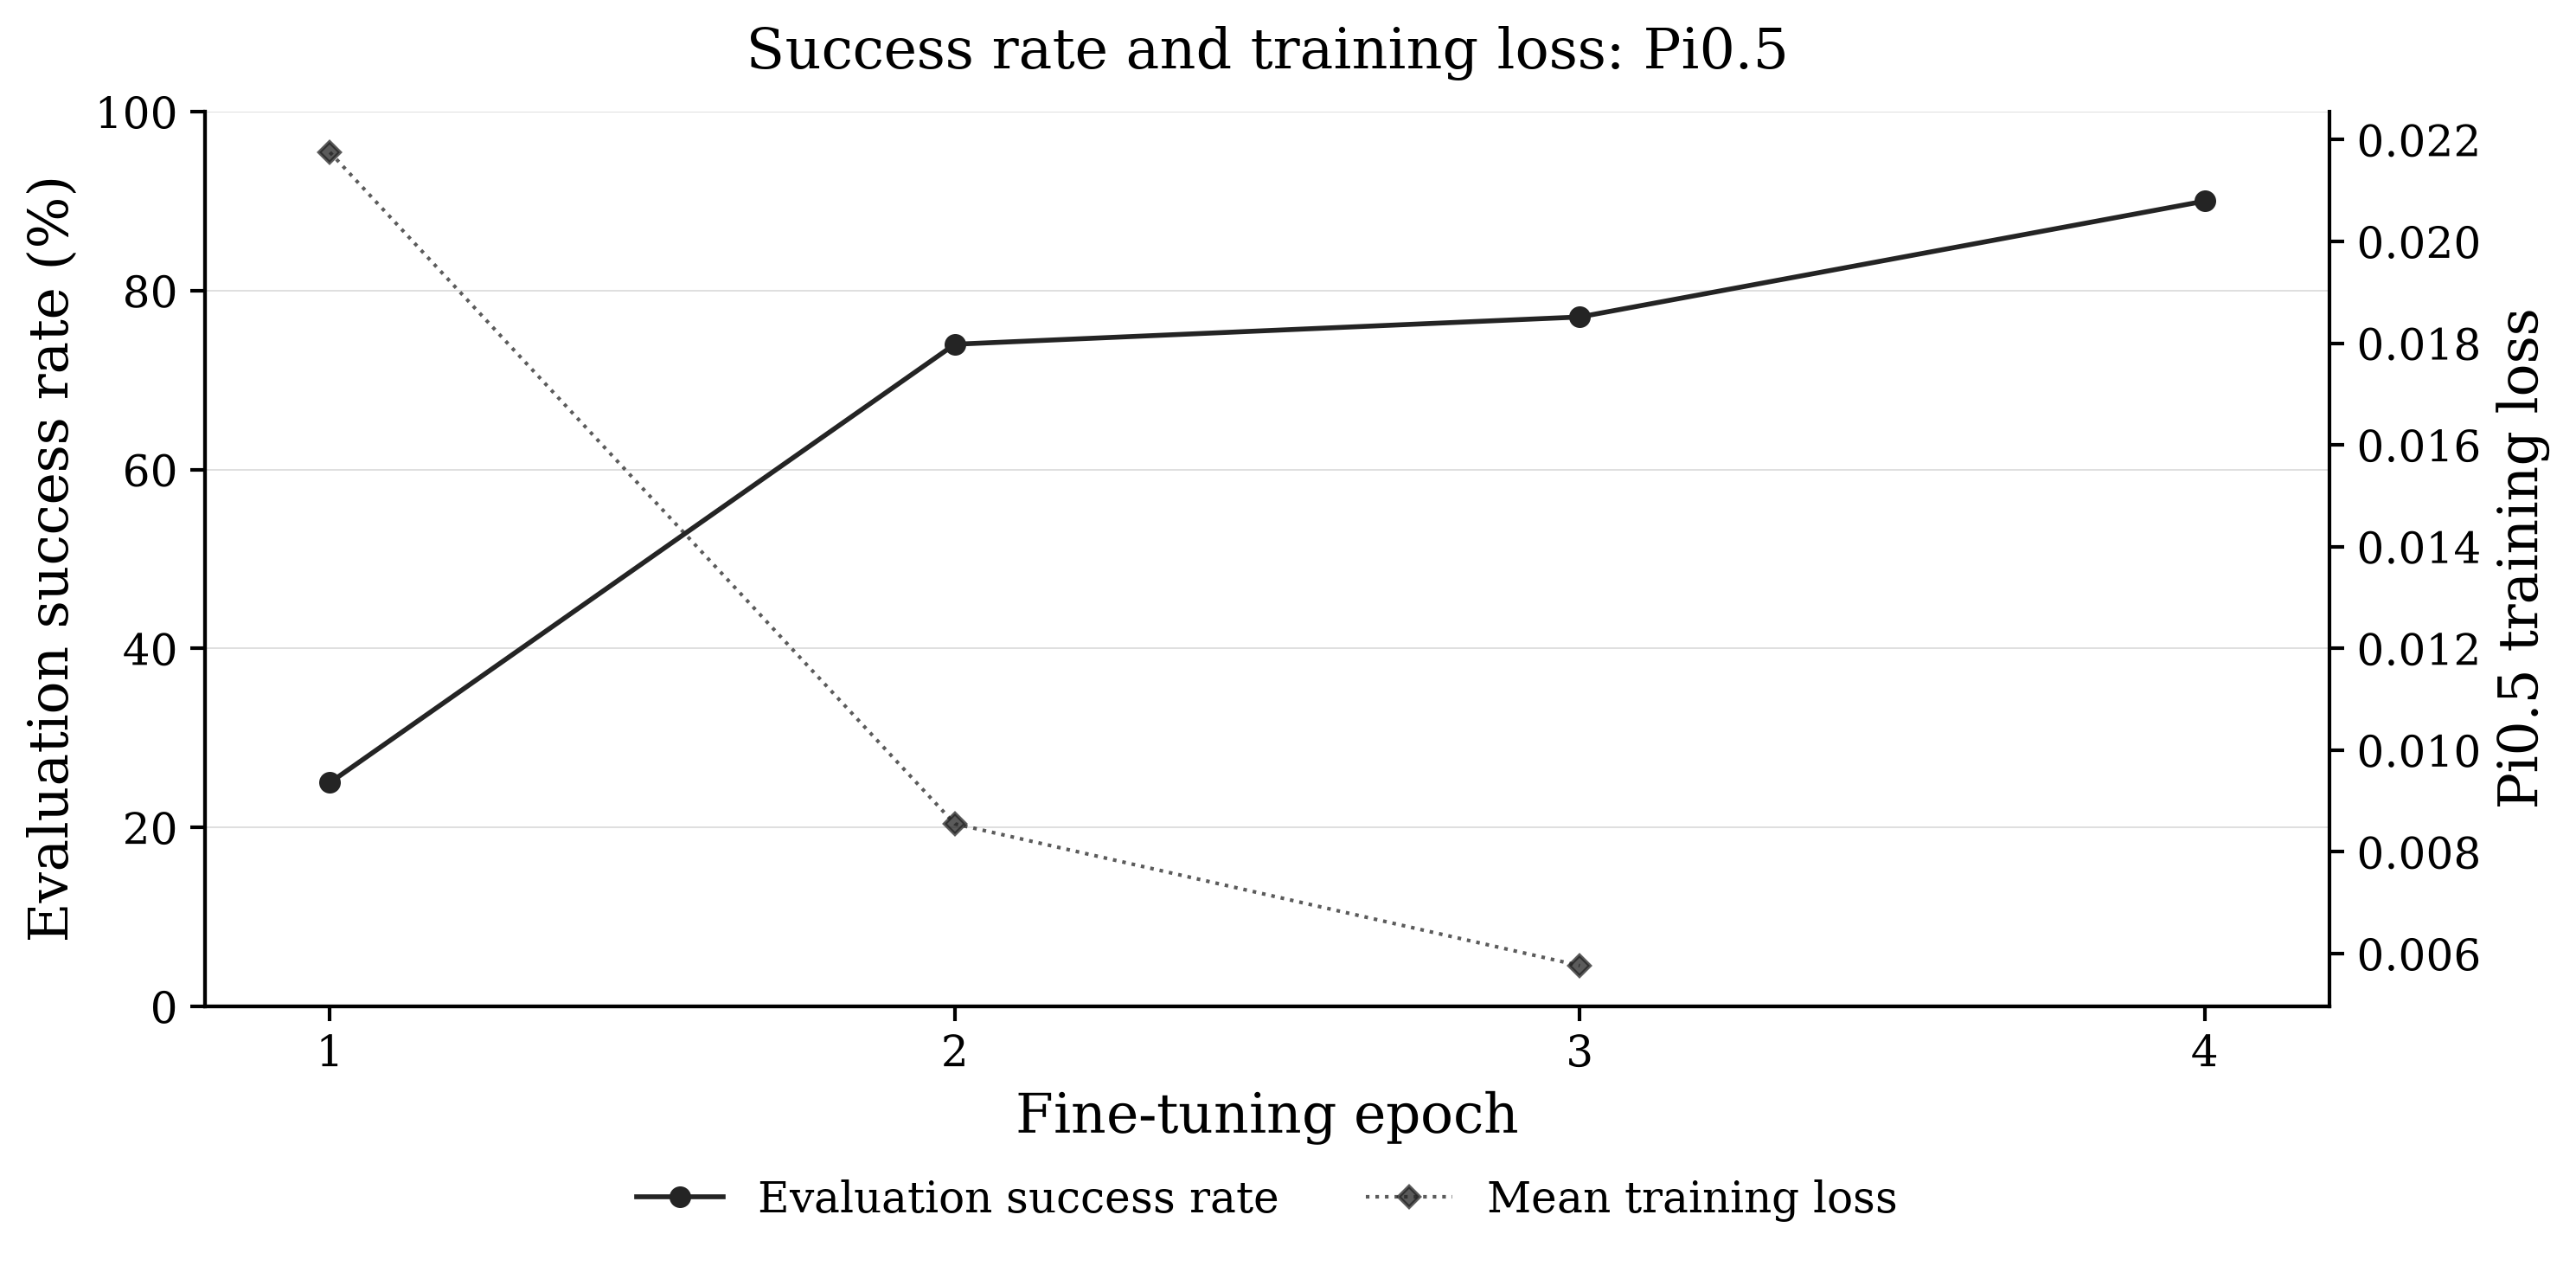 Success rate and training loss: Pi0.5
Evaluation success rate (%)
100
80
60
40
20
0
0.022
0.020
0.018
0.016
0.014
0.012
0.010
0.008
0.006
Pi0.5 training loss
1 2 3 4
Fine-tuning epoch
Evaluation success rate Mean training loss